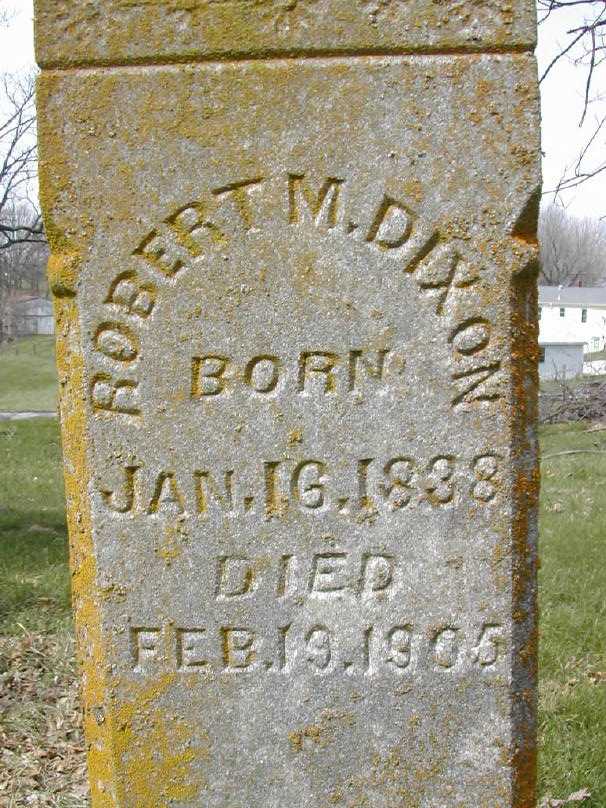 ROBERT M. DIXON
BORN
JAN. 16. 1838
DIED
FEB. 19. 1905